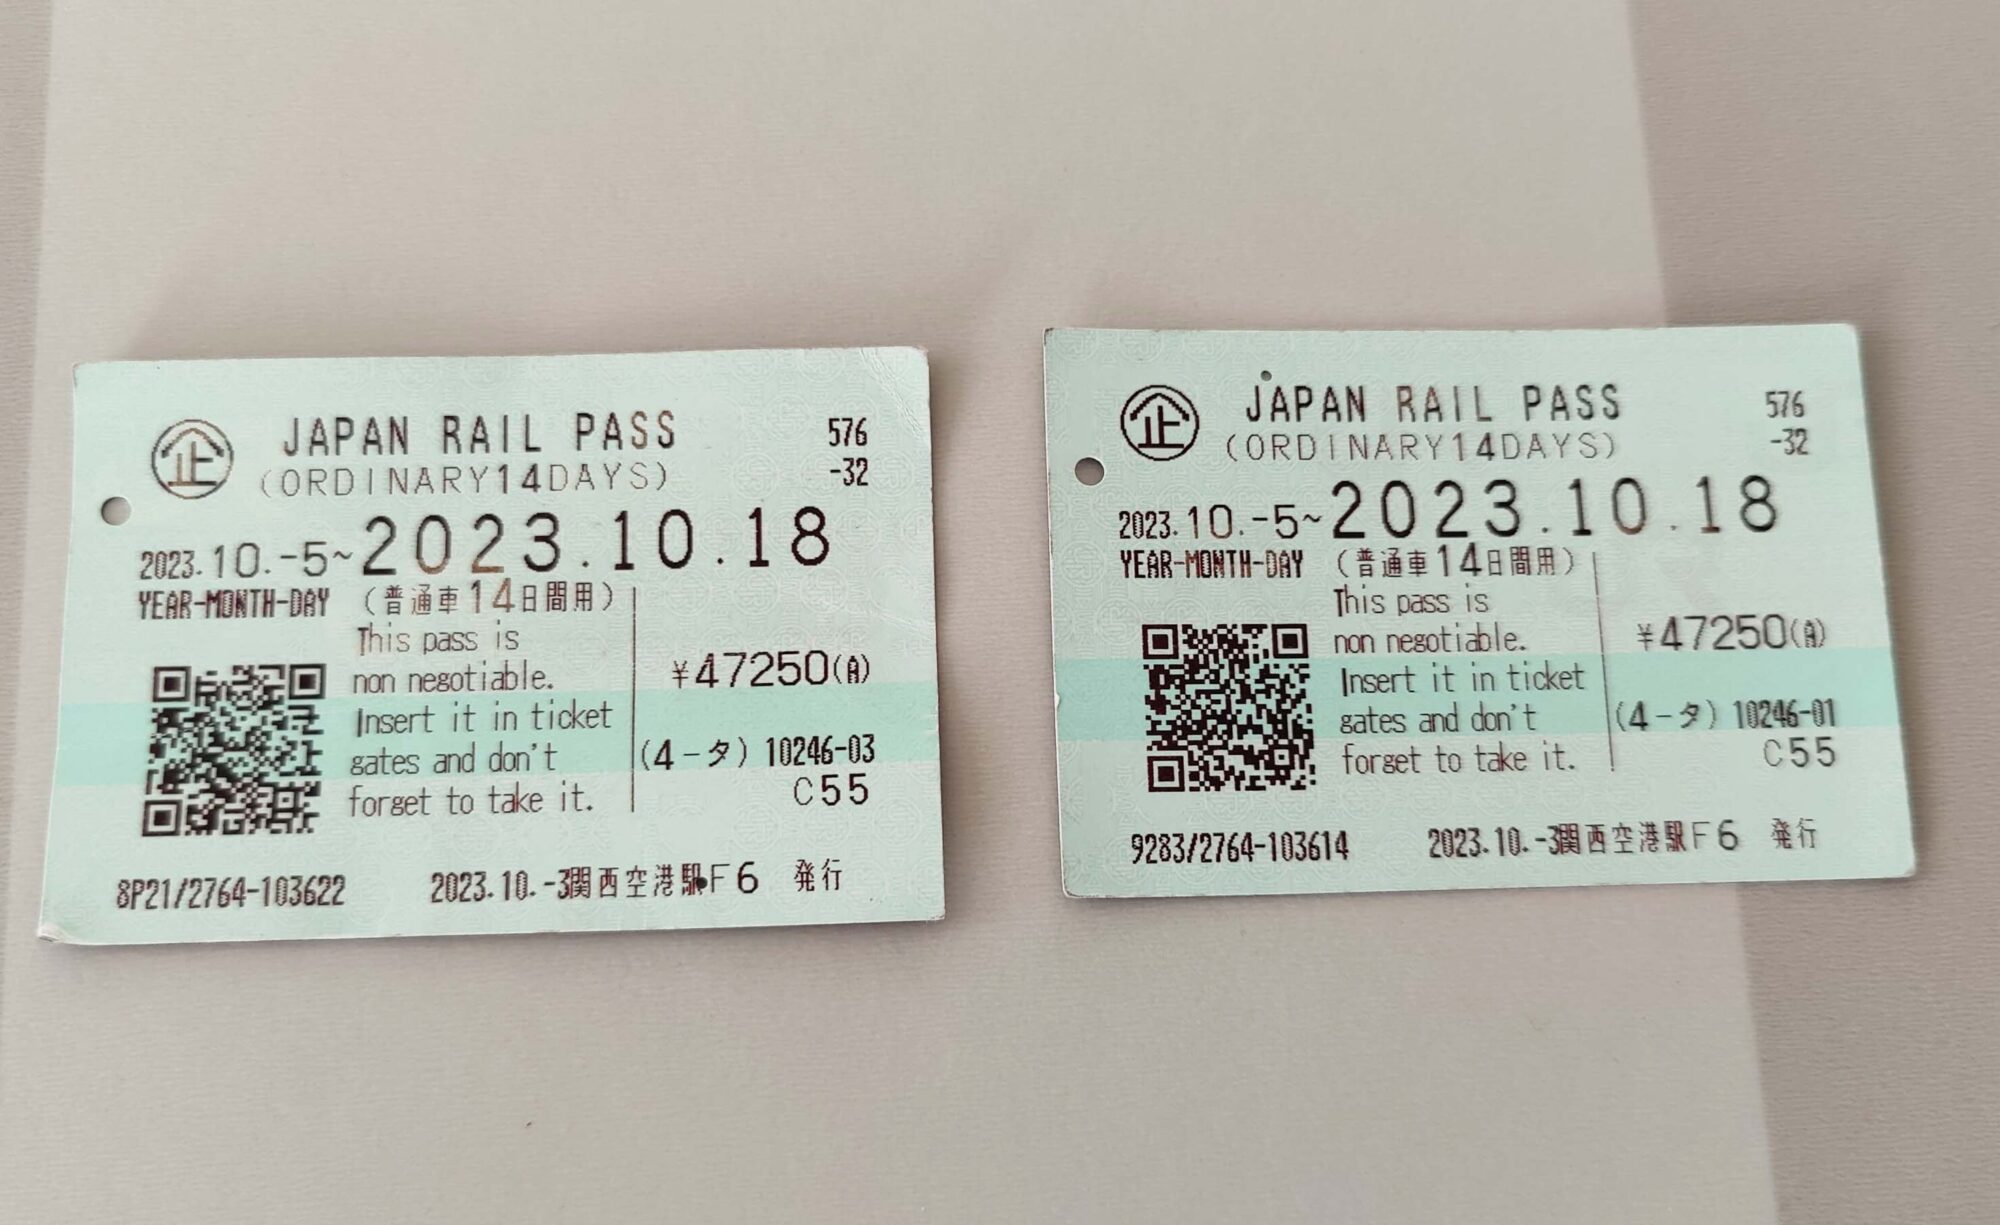 企 JAPAN RAIL PASS 576
(ORDINARY14DAYS) -32
2023.10.-5~2023.10.18
YEAR-MONTH-DAY (普通車14日間用)
This pass is
non negotiable. ¥47250(A)
Insert it in ticket
gates and don't (4-タ) 10246-03
forget to take it. C55
8P21/2764-103622 2023.10.-3関西空港駅F6 発行
企 JAPAN RAIL PASS 576
(ORDINARY14DAYS) -32
2023.10.-5~2023.10.18
YEAR-MONTH-DAY (普通車14日間用)
This pass is
non negotiable. ¥47250(A)
Insert it in ticket
gates and don't (4-タ) 10246-01
forget to take it. C55
9283/2764-103614 2023.10.-3関西空港駅F6 発行